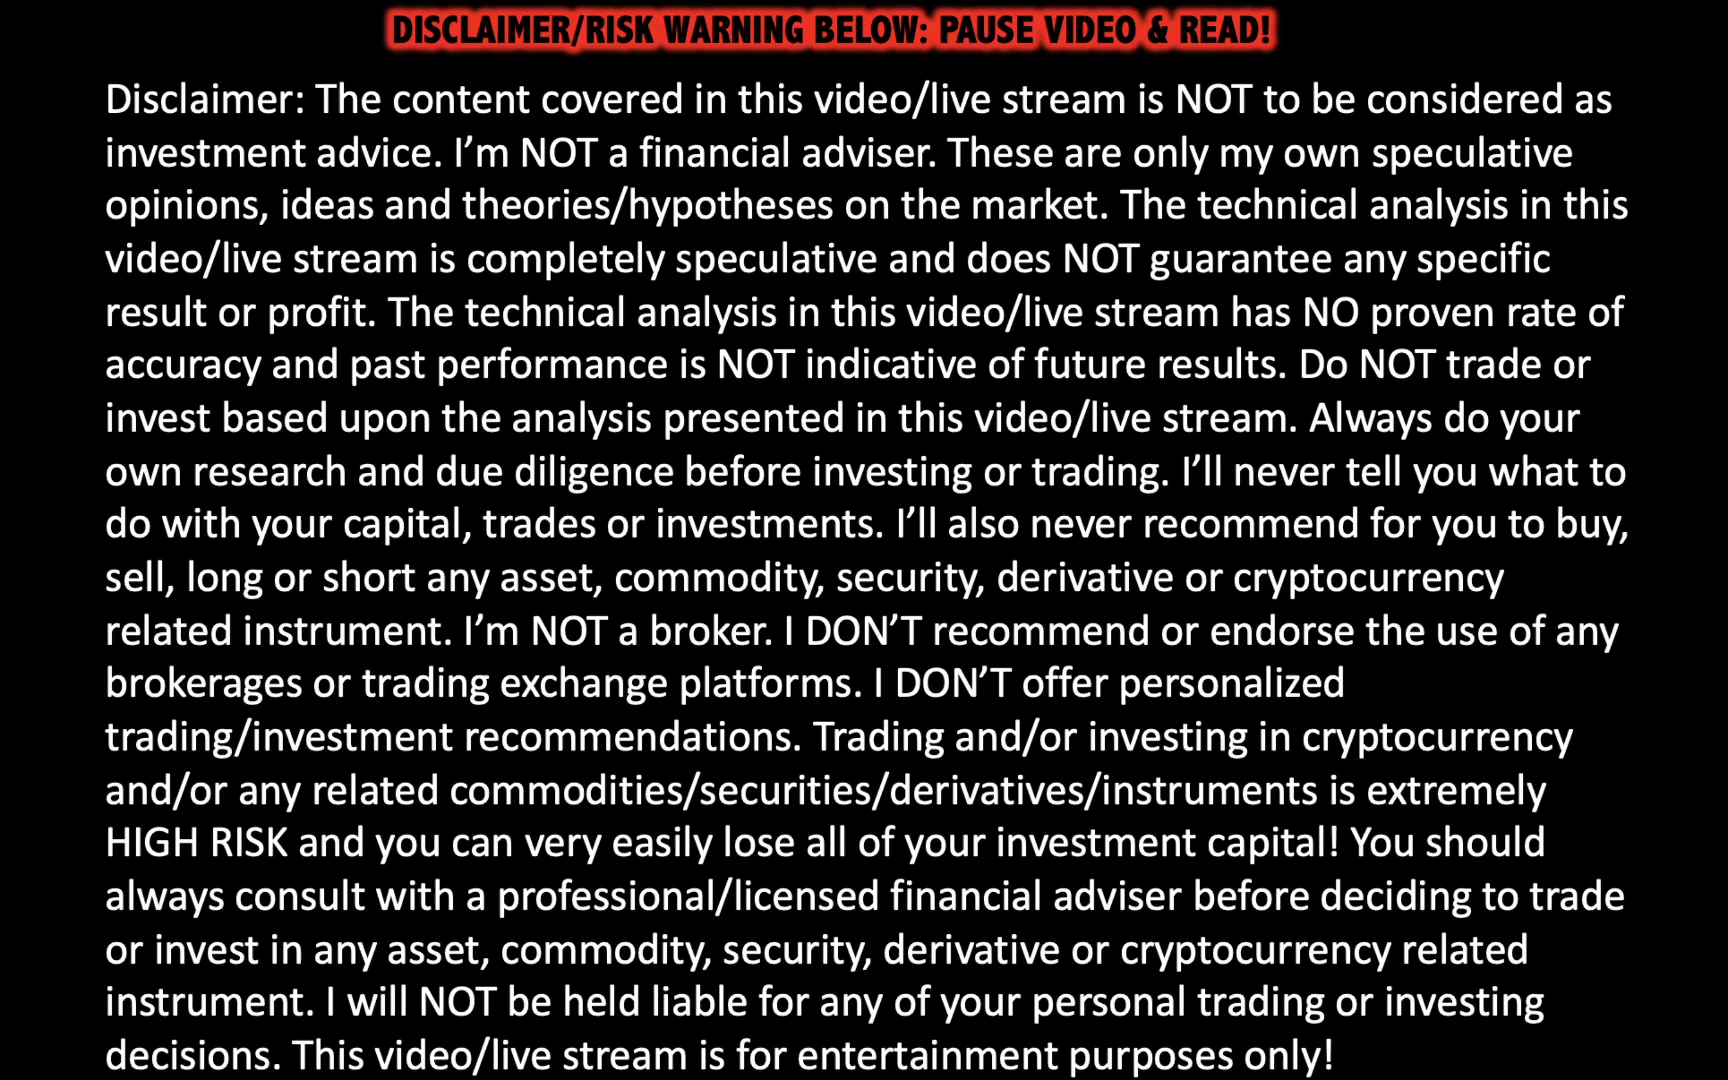 DISCLAIMER/RISK WARNING BELOW: PAUSE VIDEO & READ!
Disclaimer: The content covered in this video/live stream is NOT to be considered as
investment advice. I’m NOT a financial adviser. These are only my own speculative
opinions, ideas and theories/hypotheses on the market. The technical analysis in this
video/live stream is completely speculative and does NOT guarantee any specific
result or profit. The technical analysis in this video/live stream has NO proven rate of
accuracy and past performance is NOT indicative of future results. Do NOT trade or
invest based upon the analysis presented in this video/live stream. Always do your
own research and due diligence before investing or trading. I’ll never tell you what to
do with your capital, trades or investments. I’ll also never recommend for you to buy,
sell, long or short any asset, commodity, security, derivative or cryptocurrency
related instrument. I’m NOT a broker. I DON’T recommend or endorse the use of any
brokerages or trading exchange platforms. I DON’T offer personalized
trading/investment recommendations. Trading and/or investing in cryptocurrency
and/or any related commodities/securities/derivatives/instruments is extremely
HIGH RISK and you can very easily lose all of your investment capital! You should
always consult with a professional/licensed financial adviser before deciding to trade
or invest in any asset, commodity, security, derivative or cryptocurrency related
instrument. I will NOT be held liable for any of your personal trading or investing
decisions. This video/live stream is for entertainment purposes only!